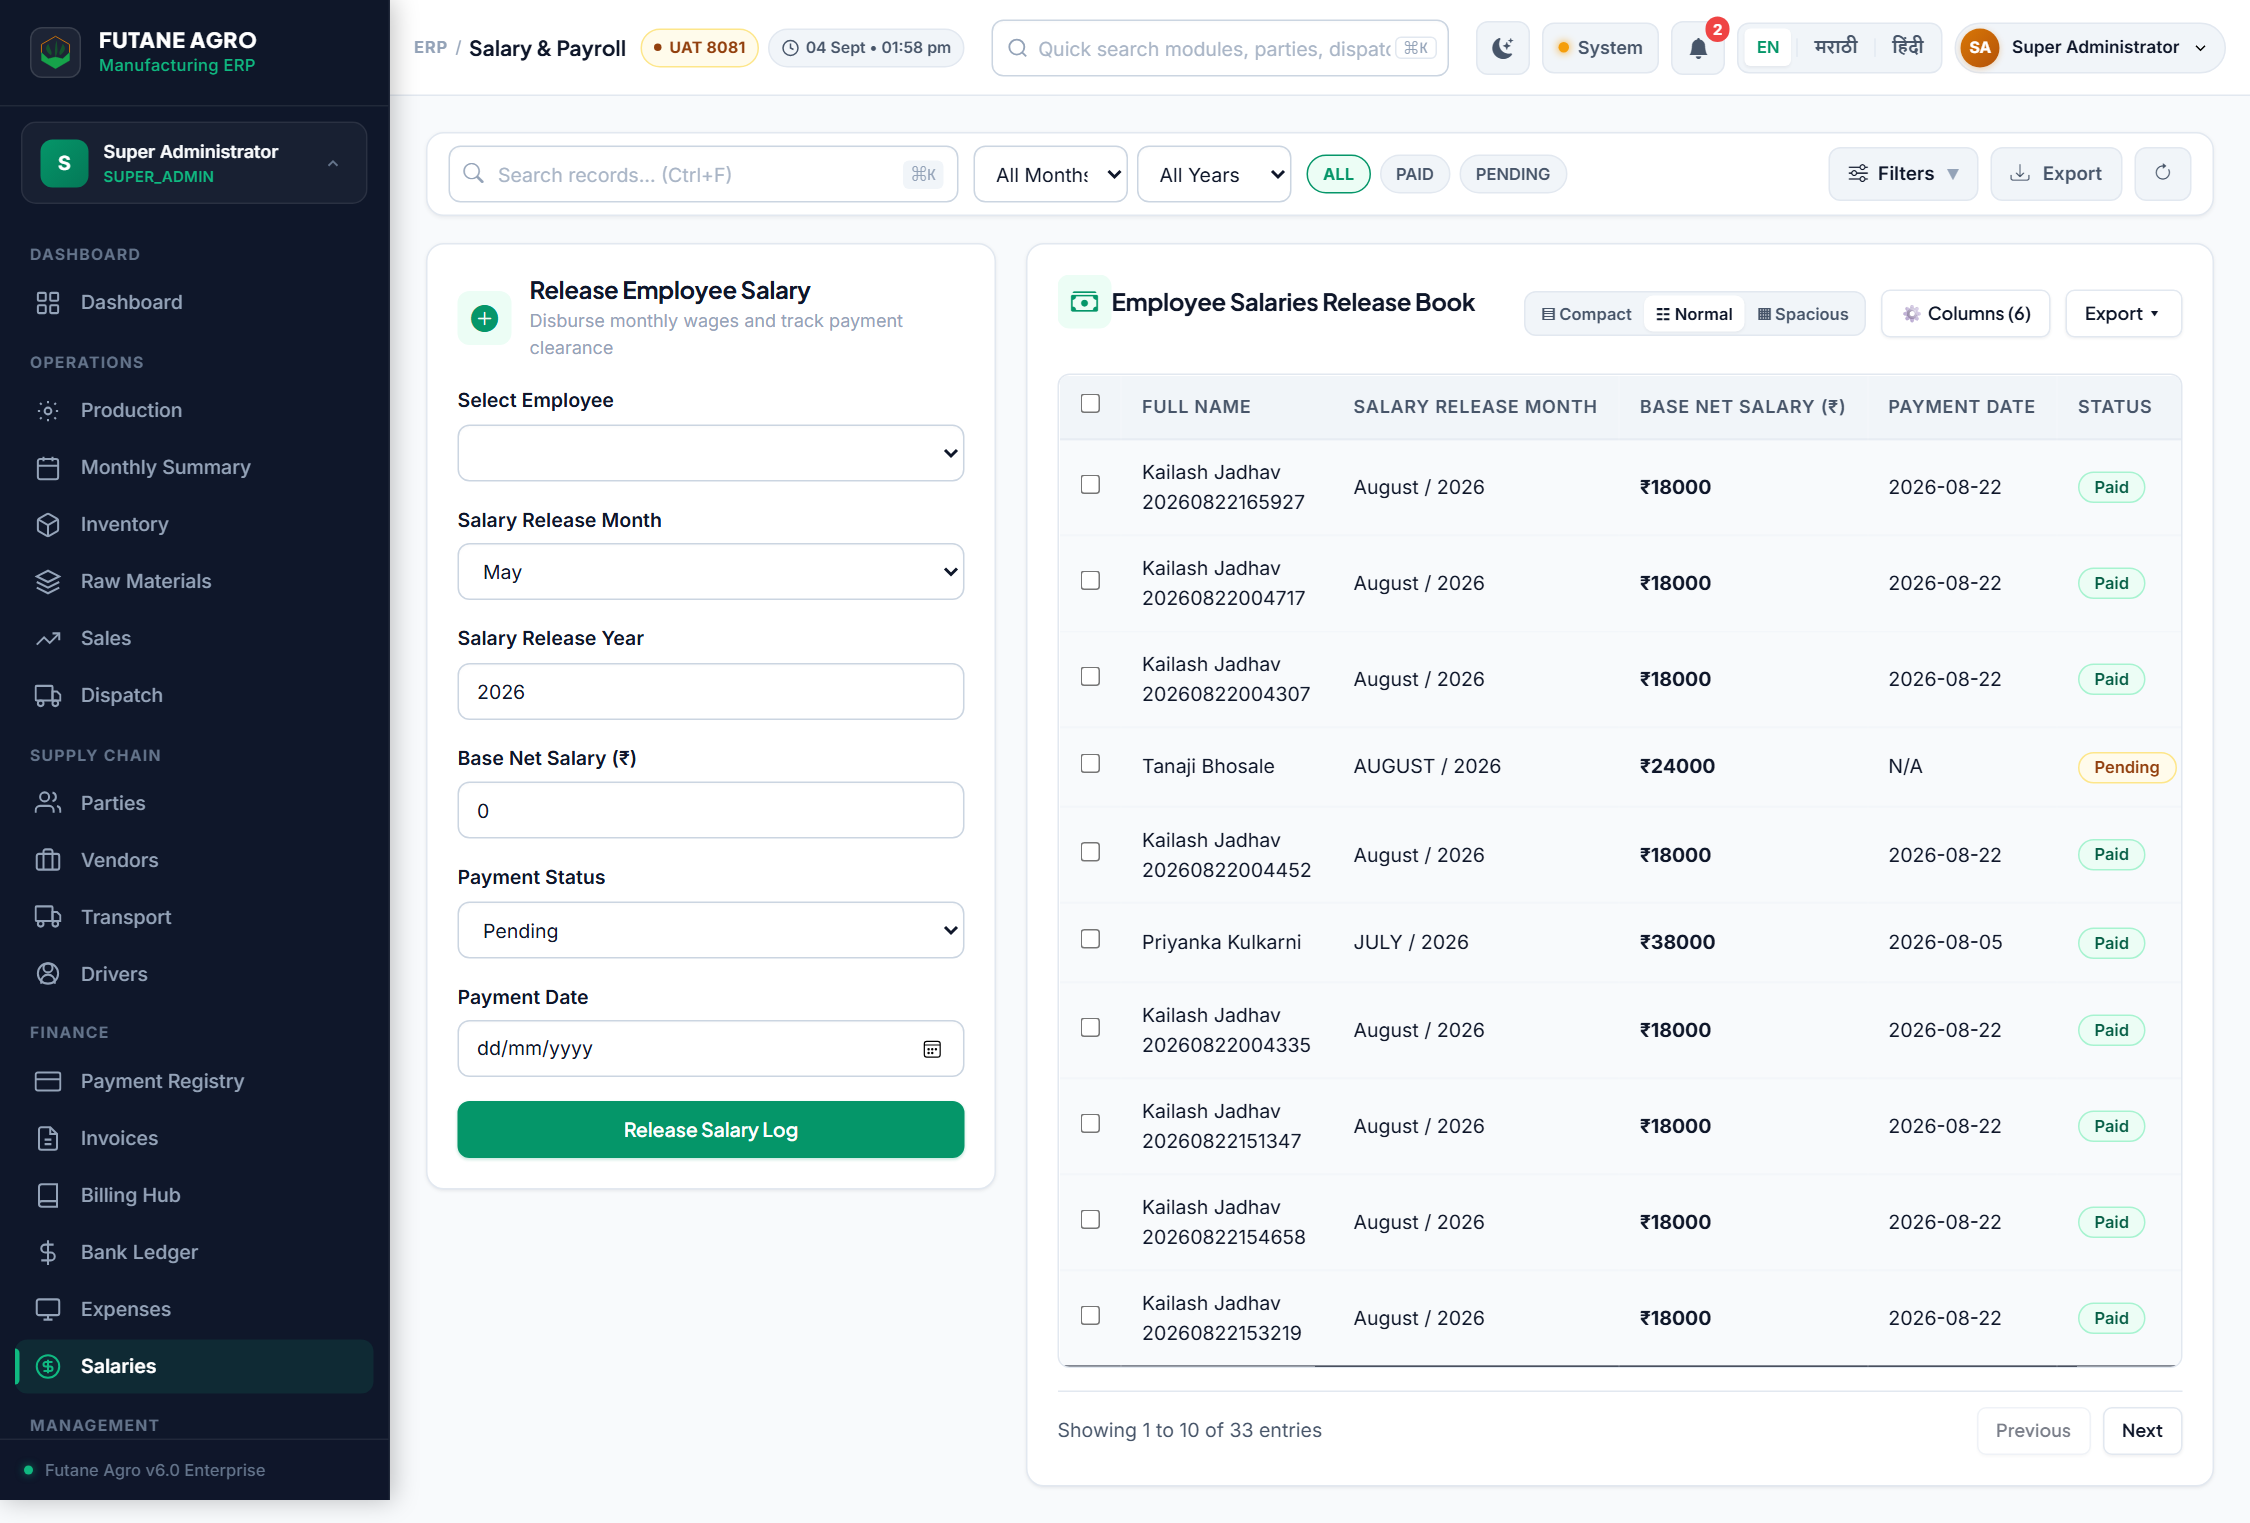 FUTANE AGRO
Manufacturing ERP
Super Administrator
SUPER_ADMIN
S
DASHBOARD
Dashboard
OPERATIONS
Production
Monthly Summary
Inventory
Raw Materials
Sales
Dispatch
SUPPLY CHAIN
Parties
Vendors
Transport
Drivers
FINANCE
Payment Registry
Invoices
Billing Hub
Bank Ledger
Expenses
Salaries
MANAGEMENT
Futane Agro v6.0 Enterprise
ERP / Salary & Payroll
UAT 8081
04 Sept • 01:58 pm
Quick search modules, parties, dispatc ⌘K
System
2
EN मराठी हिंदी
SA Super Administrator
Search records... (Ctrl+F) ⌘K
All Months
All Years
ALL PAID PENDING
Filters ▼
Export
Release Employee Salary
Disburse monthly wages and track payment
clearance
Select Employee
Salary Release Month
May
Salary Release Year
2026
Base Net Salary (₹)
0
Payment Status
Pending
Payment Date
dd/mm/yyyy
Release Salary Log
Employee Salaries Release Book
Compact Normal Spacious
Columns (6)
Export ▾
FULL NAME SALARY RELEASE MONTH BASE NET SALARY (₹) PAYMENT DATE STATUS
Kailash Jadhav
20260822165927 August / 2026 ₹18000 2026-08-22 Paid
Kailash Jadhav
20260822004717 August / 2026 ₹18000 2026-08-22 Paid
Kailash Jadhav
20260822004307 August / 2026 ₹18000 2026-08-22 Paid
Tanaji Bhosale AUGUST / 2026 ₹24000 N/A Pending
Kailash Jadhav
20260822004452 August / 2026 ₹18000 2026-08-22 Paid
Priyanka Kulkarni JULY / 2026 ₹38000 2026-08-05 Paid
Kailash Jadhav
20260822004335 August / 2026 ₹18000 2026-08-22 Paid
Kailash Jadhav
20260822151347 August / 2026 ₹18000 2026-08-22 Paid
Kailash Jadhav
20260822154658 August / 2026 ₹18000 2026-08-22 Paid
Kailash Jadhav
20260822153219 August / 2026 ₹18000 2026-08-22 Paid
Showing 1 to 10 of 33 entries
Previous Next